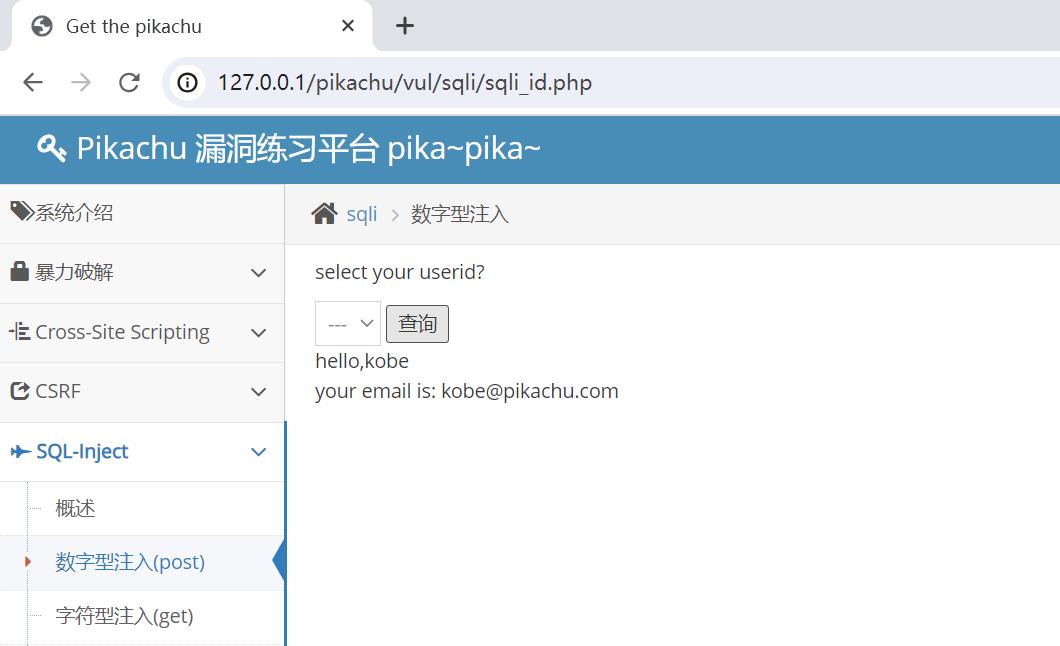 Get the pikachu
127.0.0.1/pikachu/vul/sqli/sqli_id.php
Pikachu 漏洞练习平台 pika~pika~
系统介绍
暴力破解
Cross-Site Scripting
CSRF
SQL-Inject
概述
数字型注入(post)
字符型注入(get)
sqli > 数字型注入
select your userid?
--- 查询
hello,kobe
your email is: kobe@pikachu.com